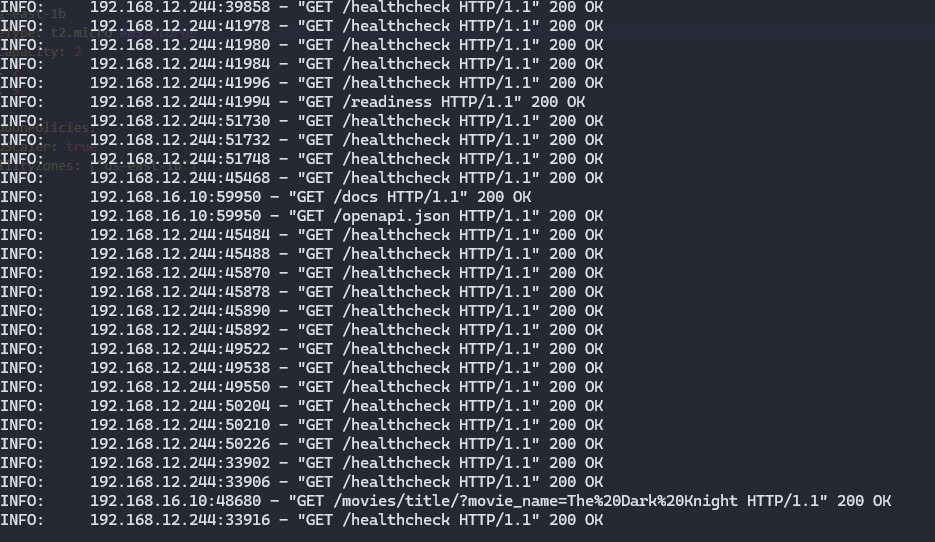 INFO: 192.168.12.244:39858 - "GET /healthcheck HTTP/1.1" 200 OK
INFO: 192.168.12.244:41978 - "GET /healthcheck HTTP/1.1" 200 OK
INFO: 192.168.12.244:41980 - "GET /healthcheck HTTP/1.1" 200 OK
INFO: 192.168.12.244:41984 - "GET /healthcheck HTTP/1.1" 200 OK
INFO: 192.168.12.244:41996 - "GET /healthcheck HTTP/1.1" 200 OK
INFO: 192.168.12.244:41994 - "GET /readiness HTTP/1.1" 200 OK
INFO: 192.168.12.244:51730 - "GET /healthcheck HTTP/1.1" 200 OK
INFO: 192.168.12.244:51732 - "GET /healthcheck HTTP/1.1" 200 OK
INFO: 192.168.12.244:51748 - "GET /healthcheck HTTP/1.1" 200 OK
INFO: 192.168.12.244:45468 - "GET /healthcheck HTTP/1.1" 200 OK
INFO: 192.168.16.10:59950 - "GET /docs HTTP/1.1" 200 OK
INFO: 192.168.16.10:59950 - "GET /openapi.json HTTP/1.1" 200 OK
INFO: 192.168.12.244:45484 - "GET /healthcheck HTTP/1.1" 200 OK
INFO: 192.168.12.244:45488 - "GET /healthcheck HTTP/1.1" 200 OK
INFO: 192.168.12.244:45870 - "GET /healthcheck HTTP/1.1" 200 OK
INFO: 192.168.12.244:45878 - "GET /healthcheck HTTP/1.1" 200 OK
INFO: 192.168.12.244:45890 - "GET /healthcheck HTTP/1.1" 200 OK
INFO: 192.168.12.244:45892 - "GET /healthcheck HTTP/1.1" 200 OK
INFO: 192.168.12.244:49522 - "GET /healthcheck HTTP/1.1" 200 OK
INFO: 192.168.12.244:49538 - "GET /healthcheck HTTP/1.1" 200 OK
INFO: 192.168.12.244:49550 - "GET /healthcheck HTTP/1.1" 200 OK
INFO: 192.168.12.244:50204 - "GET /healthcheck HTTP/1.1" 200 OK
INFO: 192.168.12.244:50210 - "GET /healthcheck HTTP/1.1" 200 OK
INFO: 192.168.12.244:50226 - "GET /healthcheck HTTP/1.1" 200 OK
INFO: 192.168.12.244:33902 - "GET /healthcheck HTTP/1.1" 200 OK
INFO: 192.168.12.244:33906 - "GET /healthcheck HTTP/1.1" 200 OK
INFO: 192.168.16.10:48680 - "GET /movies/title/?movie_name=The%20Dark%20Knight HTTP/1.1" 200 OK
INFO: 192.168.12.244:33916 - "GET /healthcheck HTTP/1.1" 200 OK